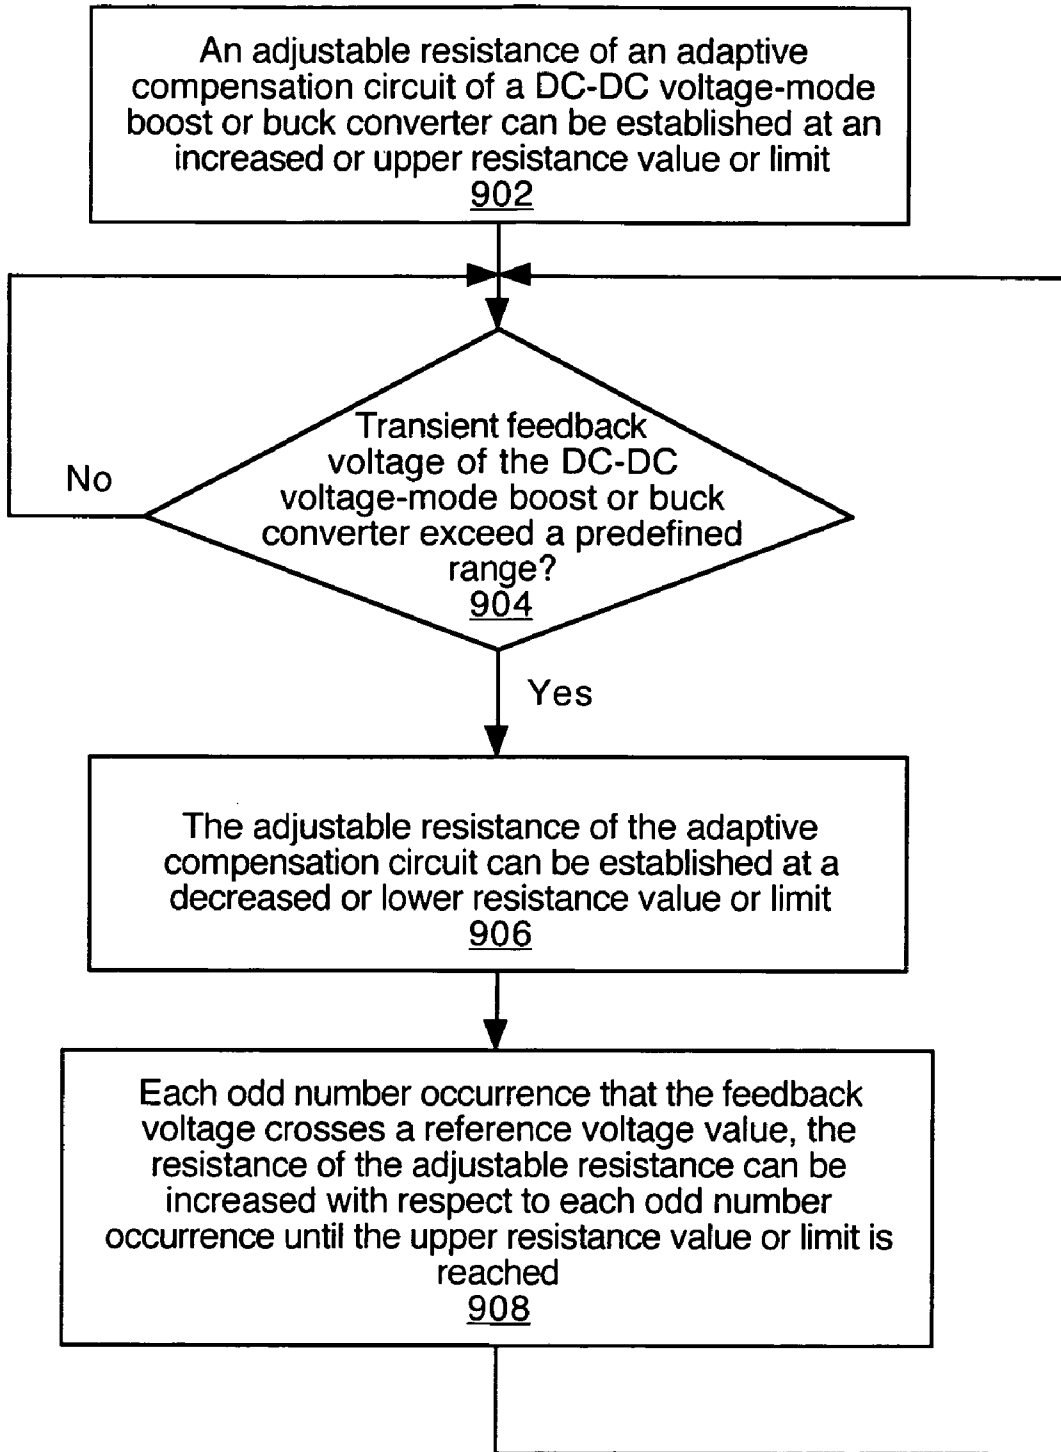 An adjustable resistance of an adaptive
compensation circuit of a DC-DC voltage-mode
boost or buck converter can be established at an
increased or upper resistance value or limit
902
Transient feedback
voltage of the DC-DC
voltage-mode boost or buck
converter exceed a predefined
range?
904
No
Yes
The adjustable resistance of the adaptive
compensation circuit can be established at a
decreased or lower resistance value or limit
906
Each odd number occurrence that the feedback
voltage crosses a reference voltage value, the
resistance of the adjustable resistance can be
increased with respect to each odd number
occurrence until the upper resistance value or limit is
reached
908